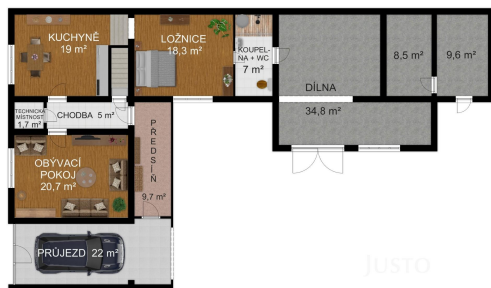 KUCHYNĚ
19 m²
LOŽNICE
18,3 m²
KOUPEL-
NA + WC
7 m²
DÍLNA
34,8 m²
8,5 m²
9,6 m²
TECHNICKÁ
MÍSTNOST
1,7 m²
CHODBA 5 m²
PŘEDSÍŇ
9,7 m²
OBÝVACÍ
POKOJ
20,7 m²
PRŮJEZD 22 m²
JUSTO